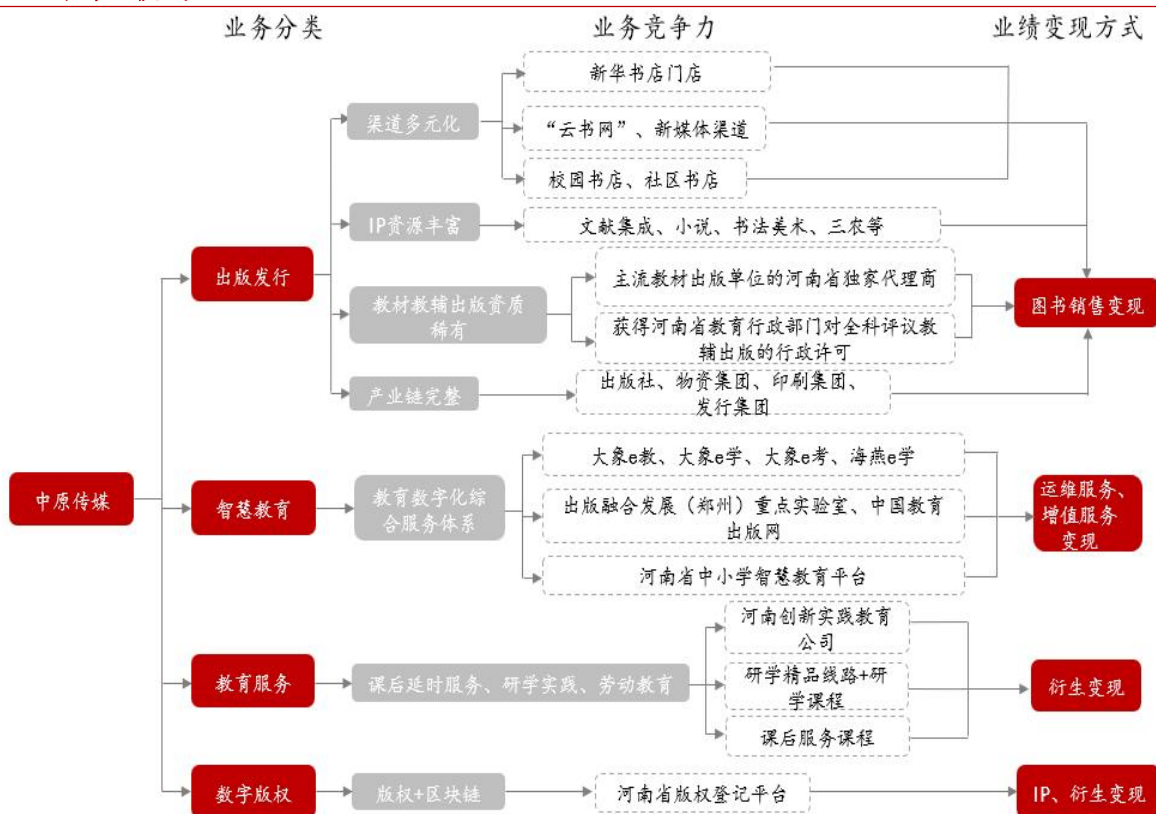 业务分类
业务竞争力
业绩变现方式
新华书店门店
渠道多元化
“云书网”、新媒体渠道
校园书店、社区书店
IP资源丰富
文献集成、小说、书法美术、三农等
出版发行
主流教材出版单位的河南省独家代理商
教材教辅出版资质
稀有
图书销售变现
获得河南省教育行政部门对全科评议教
辅出版的行政许可
产业链完整
出版社、物资集团、印刷集团、
发行集团
大象e教、大象e学、大象e考、海燕e学
中原传媒
智慧教育
教育数字化综
合服务体系
出版融合发展（郑州）重点实验室、中国教育
出版网
运维服务、
增值服务
变现
河南省中小学智慧教育平台
河南创新实践教育
公司
教育服务
课后延时服务、研学实践、劳动教育
研学精品线路+研
学课程
衍生变现
课后服务课程
数字版权
版权+区块链
河南省版权登记平台
IP、衍生变现